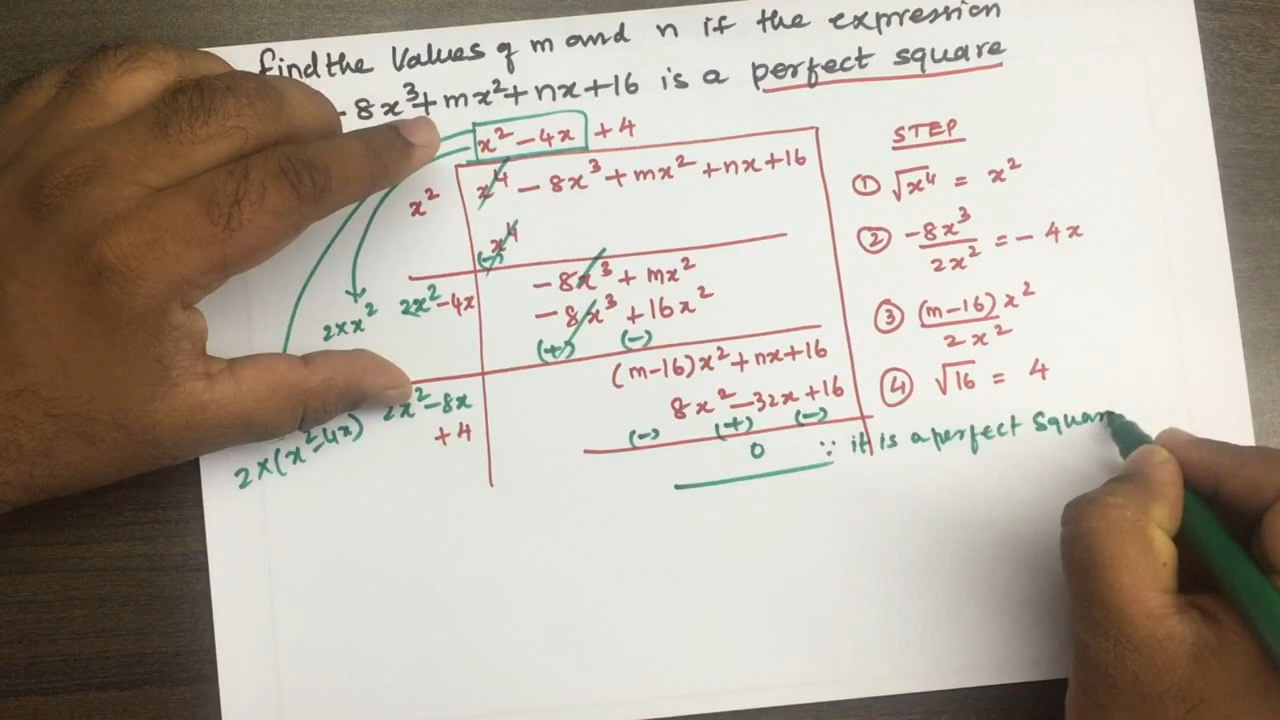 find the Values of m and n if the expression
- 8x³ + mx² + nx + 16 is a perfect square
x² - 4x + 4
x²
x⁴ - 8x³ + mx² + nx + 16
x⁴
(-)
2x² - 4x
- 8x³ + mx²
- 8x³ + 16x²
(+) (-)
2×x²
2x² - 8x
+ 4
2×(x² - 4x)
(m-16)x² + nx + 16
8x² - 32x + 16
(-) (+) (-)
0 ∵ it is a perfect Square
STEP
① √x⁴ = x²
② -8x³/2x² = - 4x
③ (m-16)x²/2x²
④ √16 = 4